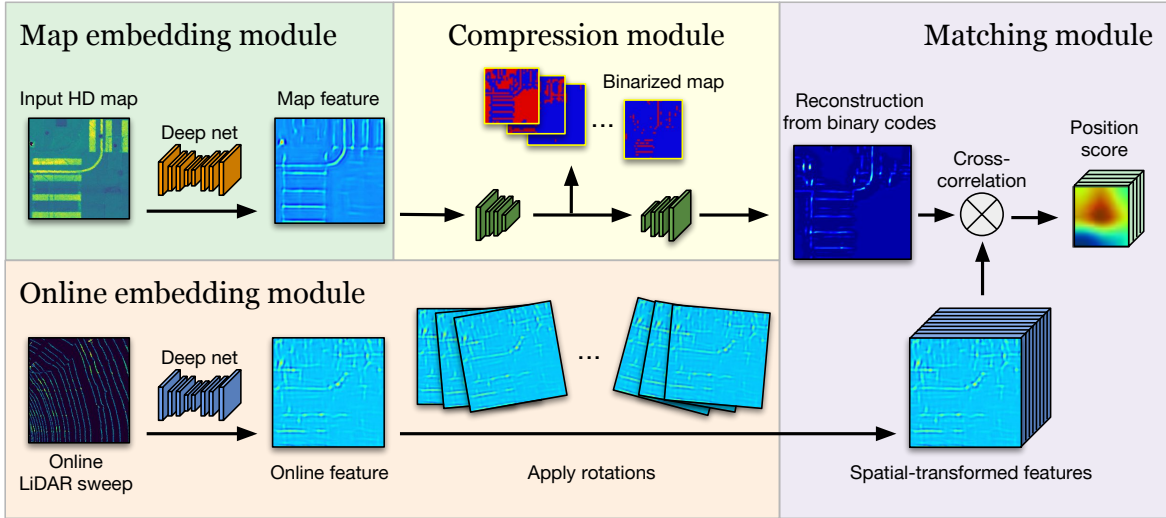 Map embedding module
Input HD map
Deep net
Map feature
Compression module
Binarized map
...
Matching module
Reconstruction
from binary codes
Cross-
correlation
Position
score
Online embedding module
Deep net
Online
LiDAR sweep
Online feature
...
Apply rotations
Spatial-transformed features